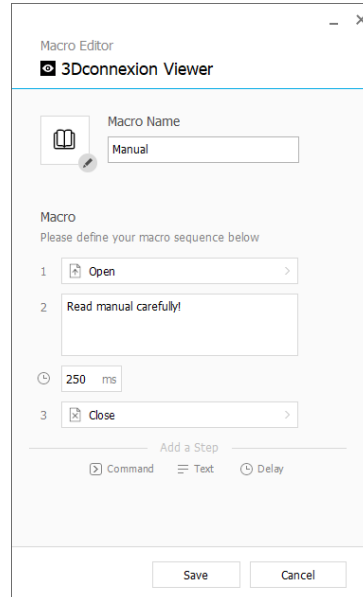 Macro Editor
3Dconnexion Viewer
Macro Name
Manual
Macro
Please define your macro sequence below
1 Open
2 Read manual carefully!
250 ms
3 Close
Add a Step
Command Text Delay
Save Cancel